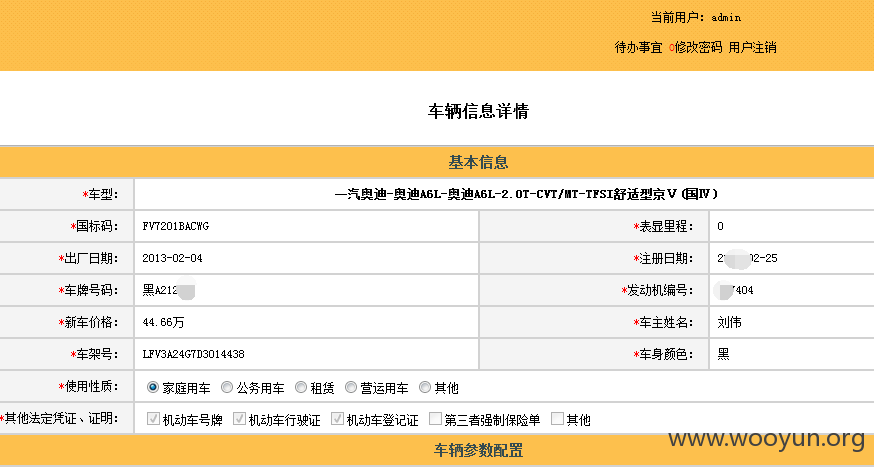 当前用户：admin
待办事宜 0修改密码 用户注销
车辆信息详情
基本信息
*车型： 一汽奥迪-奥迪A6L-奥迪A6L-2.0T-CVT/MT-TFSI舒适型京Ⅴ(国Ⅳ)
*国标码： FV7201BACWG *表显里程： 0
*出厂日期： 2013-02-04 *注册日期： 2 02-25
*车牌号码： 黑A212 *发动机编号： 7404
*新车价格： 44.66万 *车主姓名： 刘伟
*车架号： LFV3A24G7D3014438 *车身颜色： 黑
*使用性质： 家庭用车 公务用车 租赁 营运用车 其他
*其他法定凭证、证明： 机动车号牌 机动车行驶证 机动车登记证 第三者强制保险单 其他
车辆参数配置
www.wooyun.org